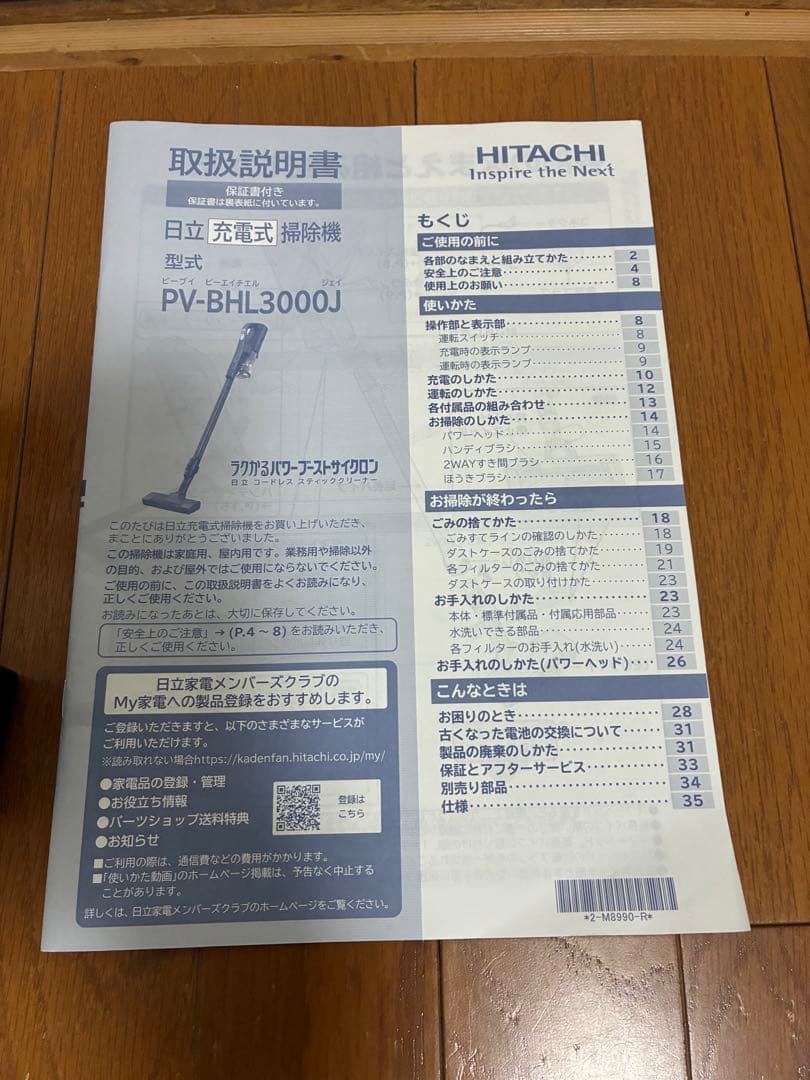 取扱説明書
保証書付き
保証書は裏表紙に付いています。
日立 充電式 掃除機
型式
ピーブイ ビーエイチエル ジェイ
PV-BHL3000J
ラクかるパワーブーストサイクロン
日立 コードレス スティッククリーナー
このたびは日立充電式掃除機をお買い上げいただき、
まことにありがとうございました。
この掃除機は家庭用、屋内用です。業務用や掃除以外
の目的、および屋外ではご使用にならないでください。
ご使用の前に、この取扱説明書をよくお読みになり、
正しくご使用ください。
お読みになったあとは、大切に保存してください。
「安全上のご注意」→(P.4〜8)をお読みいただき、
正しくご使用ください。
日立家電メンバーズクラブの
My家電への製品登録をおすすめします。
ご登録いただきますと、以下のさまざまなサービスが
ご利用いただけます。
※読み取れない場合https://kadenfan.hitachi.co.jp/my/
●家電品の登録・管理
●お役立ち情報
●パーツショップ送料特典
●お知らせ
登録は
こちら
■ご利用の際は、通信費などの費用がかかります。
■「使いかた動画」のホームページ掲載は、予告なく中止する
ことがあります。
詳しくは、日立家電メンバーズクラブのホームページをご覧ください。
HITACHI
Inspire the Next
もくじ
ご使用の前に
各部のなまえと組み立てかた 2
安全上のご注意 4
使用上のお願い 8
使いかた
操作部と表示部 8
運転スイッチ 8
充電時の表示ランプ 9
運転時の表示ランプ 9
充電のしかた 10
運転のしかた 12
各付属品の組み合わせ 13
お掃除のしかた 14
パワーヘッド 14
ハンディブラシ 15
2WAYすき間ブラシ 16
ほうきブラシ 17
お掃除が終わったら
ごみの捨てかた 18
ごみすてラインの確認のしかた 18
ダストケースのごみの捨てかた 19
各フィルターのごみの捨てかた 21
ダストケースの取り付けかた 23
お手入れのしかた 23
本体・標準付属品・付属応用部品 23
水洗いできる部品 24
各フィルターのお手入れ(水洗い) 24
お手入れのしかた(パワーヘッド) 26
こんなときは
お困りのとき 28
古くなった電池の交換について 31
製品の廃棄のしかた 31
保証とアフターサービス 33
別売り部品 34
仕様 35
*2-M8990-R*